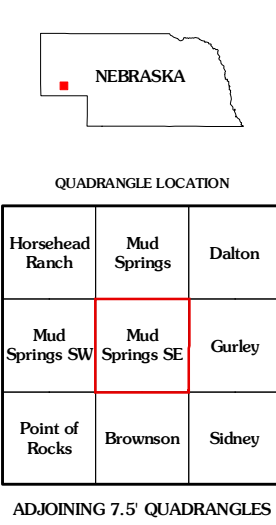 NEBRASKA
QUADRANGLE LOCATION
Horsehead
Ranch
Mud
Springs
Dalton
Mud
Springs SW
Mud
Springs SE
Gurley
Point of
Rocks
Brownson
Sidney
ADJOINING 7.5' QUADRANGLES